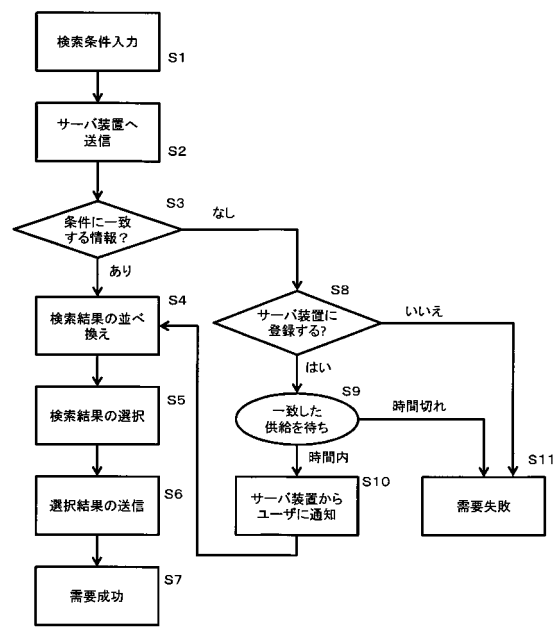 検索条件入力
S1
サーバ装置へ
送信
S2
条件に一致
する情報？
S3
なし
あり
検索結果の並べ
換え
S4
サーバ装置に
登録する?
S8
いいえ
はい
検索結果の選択
S5
一致した
供給を待ち
S9
時間切れ
時間内
選択結果の送信
S6
サーバ装置から
ユーザに通知
S10
需要失敗
S11
需要成功
S7